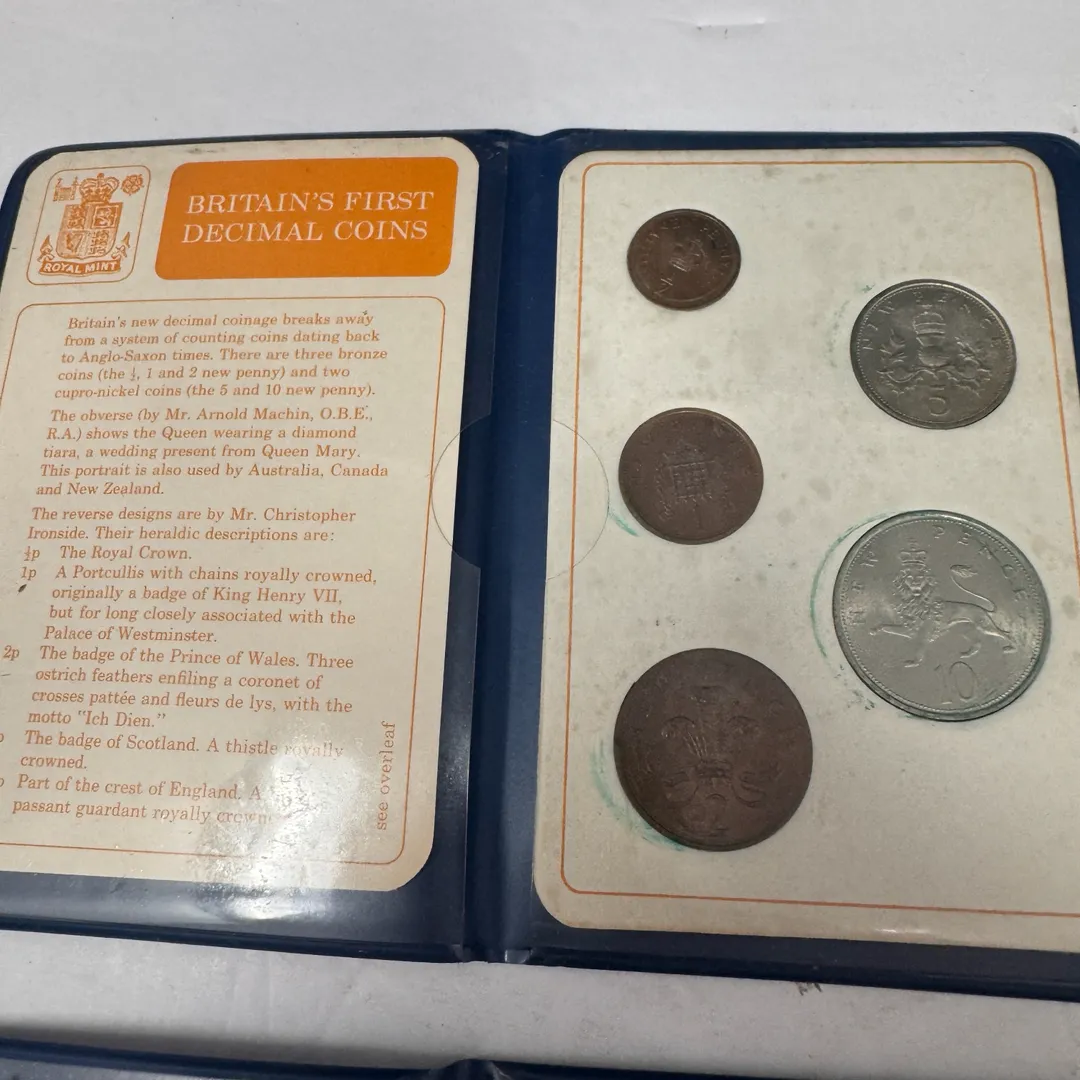 ROYAL MINT
BRITAIN'S FIRST
DECIMAL COINS
Britain's new decimal coinage breaks away
from a system of counting coins dating back
to Anglo-Saxon times. There are three bronze
coins (the ½, 1 and 2 new penny) and two
cupro-nickel coins (the 5 and 10 new penny).
The obverse (by Mr. Arnold Machin, O.B.E.,
R.A.) shows the Queen wearing a diamond
tiara, a wedding present from Queen Mary.
This portrait is also used by Australia, Canada
and New Zealand.
The reverse designs are by Mr. Christopher
Ironside. Their heraldic descriptions are:
½p The Royal Crown.
1p A Portcullis with chains royally crowned,
originally a badge of King Henry VII,
but for long closely associated with the
Palace of Westminster.
2p The badge of the Prince of Wales. Three
ostrich feathers enfiling a coronet of
crosses pattée and fleurs de lys, with the
motto "Ich Dien."
The badge of Scotland. A thistle royally
crowned.
Part of the crest of England. A
passant guardant royally
see overleaf
NEW PENCE
5
NEW PENCE
10
2